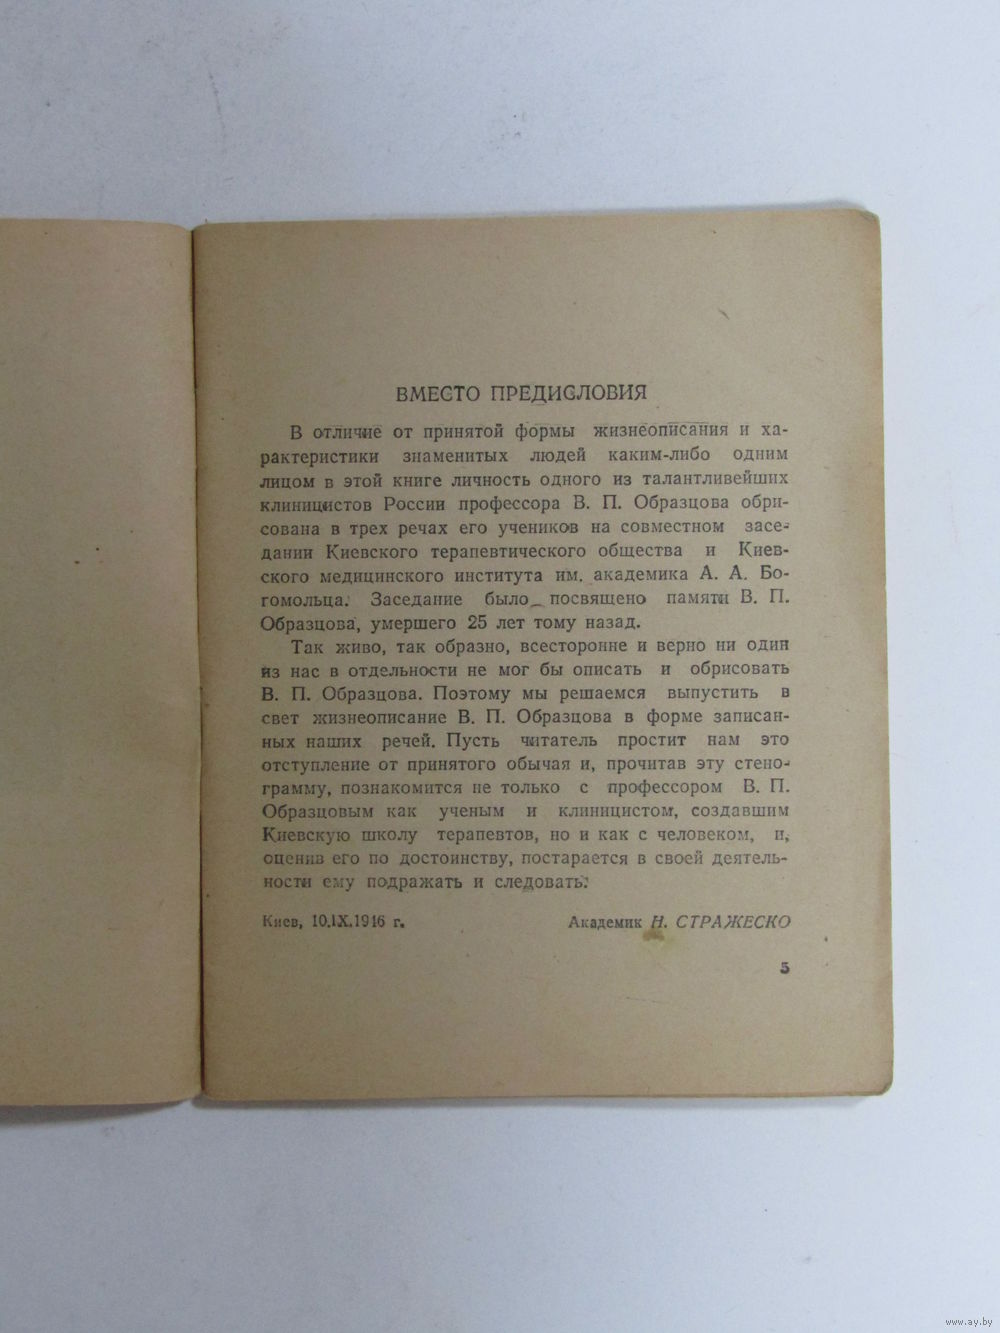 ВМЕСТО ПРЕДИСЛОВИЯ
В отличие от принятой формы жизнеописания и ха-
рактеристики знаменитых людей каким-либо одним
лицом в этой книге личность одного из талантливейших
клиницистов России профессора В. П. Образцова обри-
сована в трех речах его учеников на совместном засе-
дании Киевского терапевтического общества и Киев-
ского медицинского института им. академика А. А. Бо-
гомольца. Заседание было посвящено памяти В. П.
Образцова, умершего 25 лет тому назад.
Так живо, так образно, всесторонне и верно ни один
из нас в отдельности не мог бы описать и обрисовать
В. П. Образцова. Поэтому мы решаемся выпустить в
свет жизнеописание В. П. Образцова в форме записан-
ных наших речей. Пусть читатель простит нам это
отступление от принятого обычая и, прочитав эту стено-
грамму, познакомится не только с профессором В. П.
Образцовым как ученым и клиницистом, создавшим
Киевскую школу терапевтов, но и как с человеком, и,
оценив его по достоинству, постарается в своей деятель-
ности ему подражать и следовать.
Киев, 10.IX.1946 г. Академик Н. СТРАЖЕСКО
5
www.ay.by